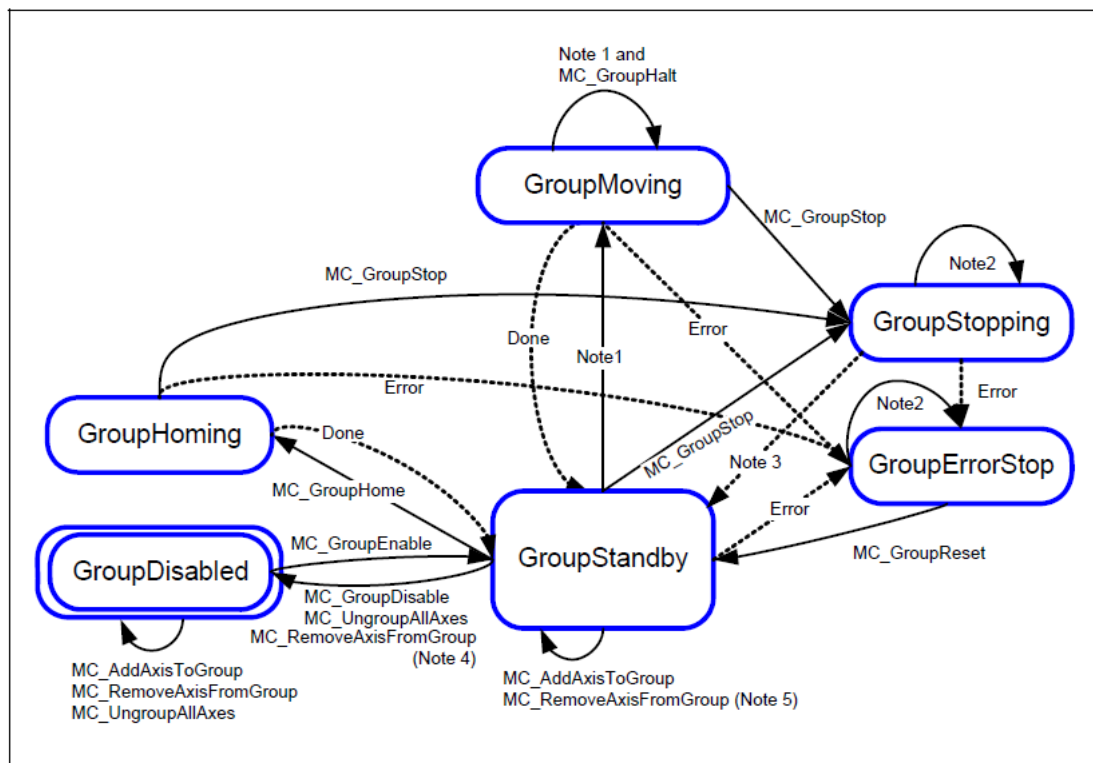 Note 1 and
MC_GroupHalt
GroupMoving
MC_GroupStop
MC_GroupStop
Note2
GroupStopping
Done
Note1
Error
Error
Error
Note2
GroupHoming
Done
MC_GroupStop
Note 3
GroupErrorStop
MC_GroupHome
Error
GroupStandby
MC_GroupReset
MC_GroupEnable
GroupDisabled
MC_GroupDisable
MC_UngroupAllAxes
MC_RemoveAxisFromGroup
(Note 4)
MC_AddAxisToGroup
MC_RemoveAxisFromGroup
MC_UngroupAllAxes
MC_AddAxisToGroup
MC_RemoveAxisFromGroup (Note 5)